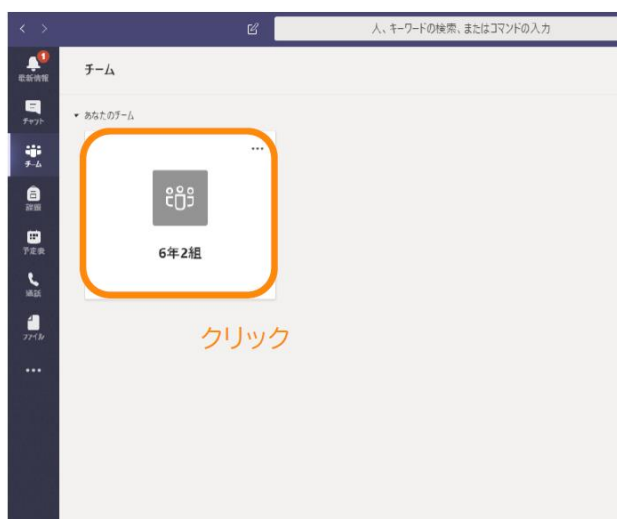 人、キーワードの検索、またはコマンドの入力
1
最新情報
チーム
チャット
あなたのチーム
チーム
6年2組
課題
予定表
通話
クリック
ファイル